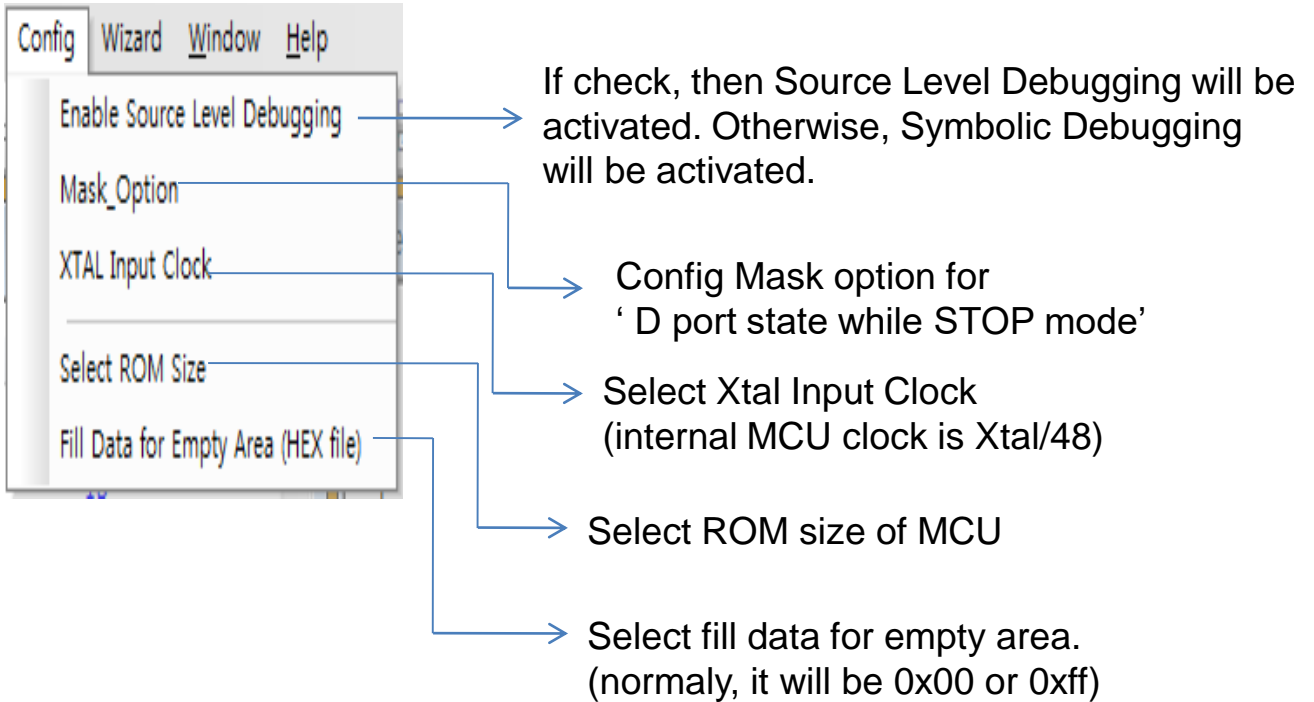 Config Wizard Window Help
Enable Source Level Debugging
Mask_Option
XTAL Input Clock
Select ROM Size
Fill Data for Empty Area (HEX file)
If check, then Source Level Debugging will be
activated. Otherwise, Symbolic Debugging
will be activated.
Config Mask option for
‘ D port state while STOP mode’
Select Xtal Input Clock
(internal MCU clock is Xtal/48)
Select ROM size of MCU
Select fill data for empty area.
(normaly, it will be 0x00 or 0xff)